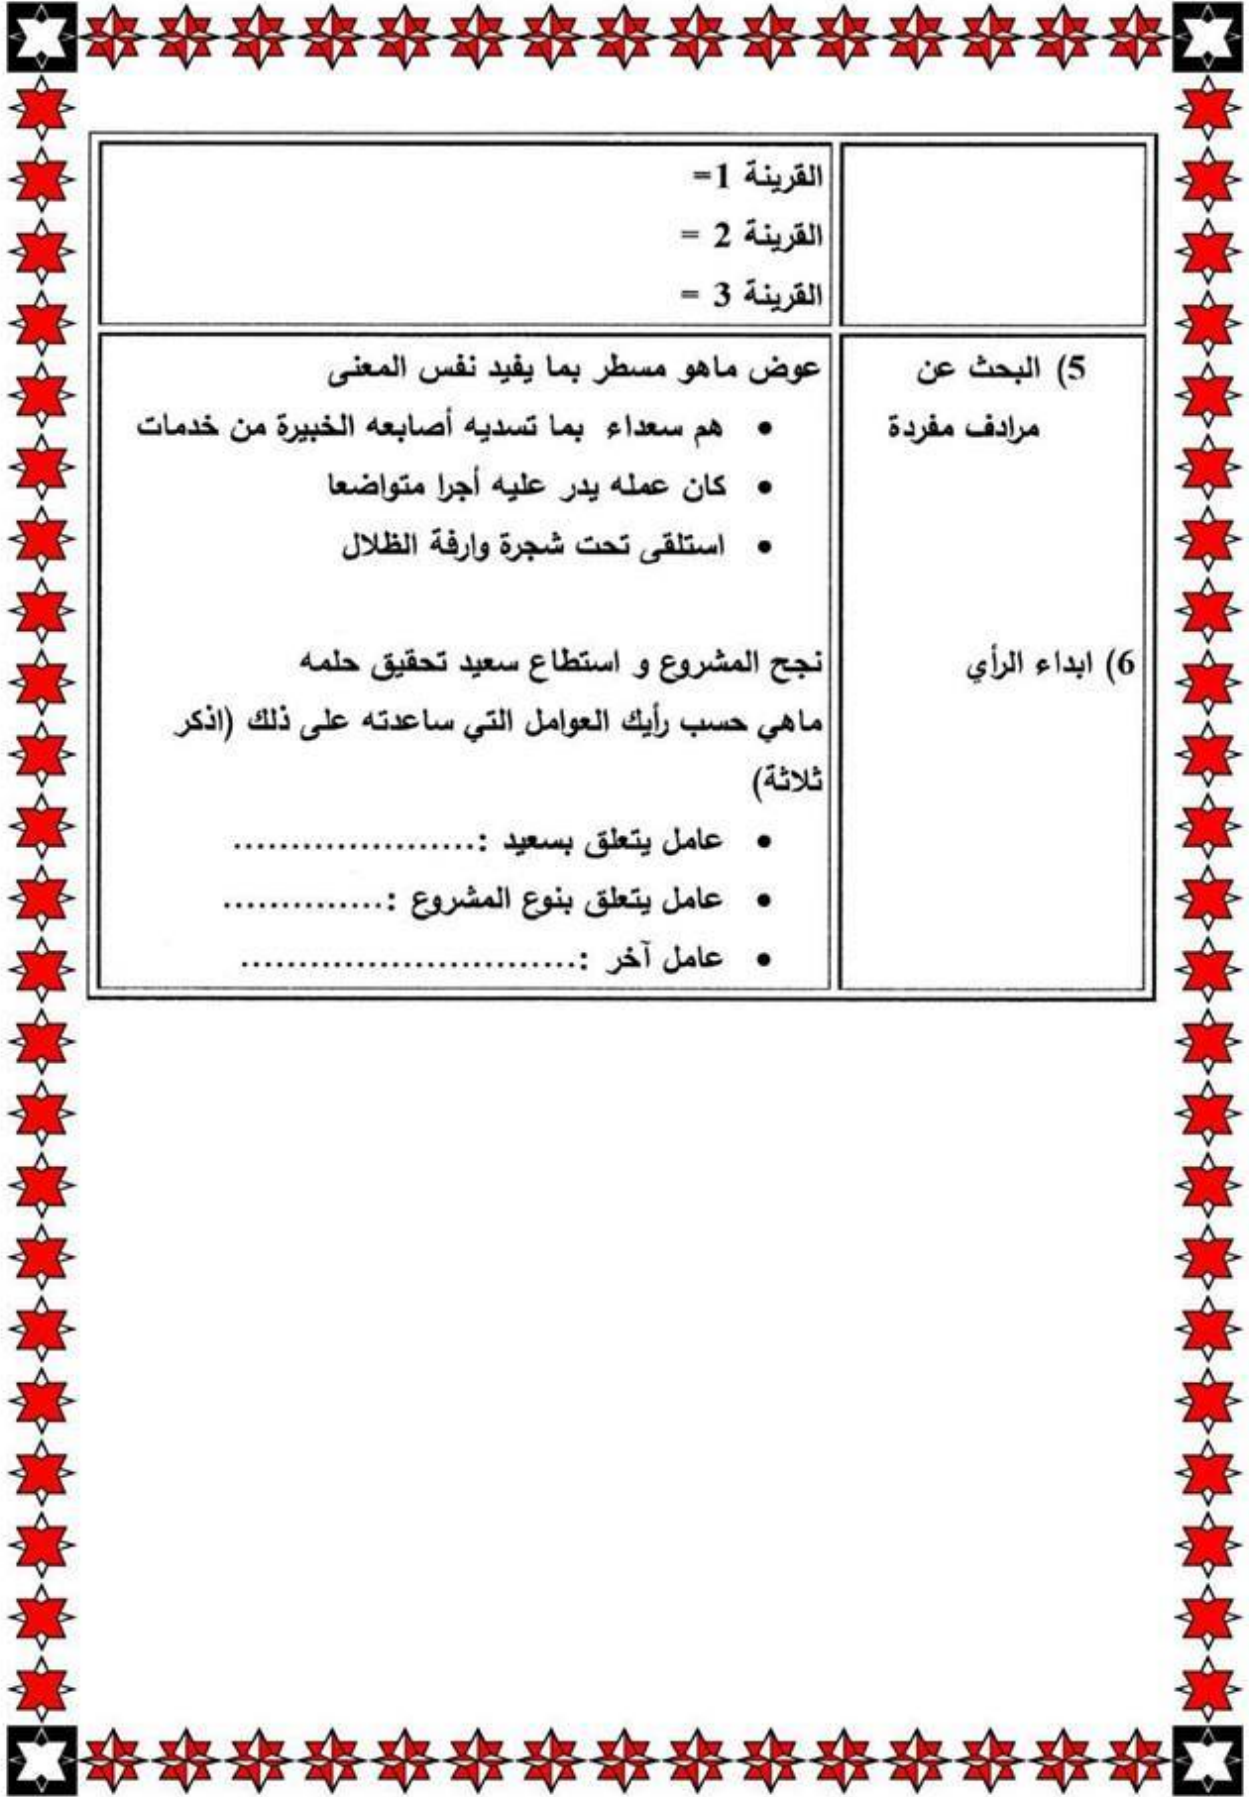 القرينة 1=
القرينة 2 =
القرينة 3 =
5) البحث عن
مرادف مفردة
عوض ماهو مسطر بما يفيد نفس المعنى
• هم سعداء بما تسديه أصابعه الخبيرة من خدمات
• كان عمله يدر عليه أجرا متواضعا
• استلقى تحت شجرة وارفة الظلال
6) ابداء الرأي
نجح المشروع و استطاع سعيد تحقيق حلمه
ماهي حسب رأيك العوامل التي ساعدته على ذلك (اذكر
ثلاثة)
• عامل يتعلق بسعيد :.....................
• عامل يتعلق بنوع المشروع :..............
• عامل آخر :.............................